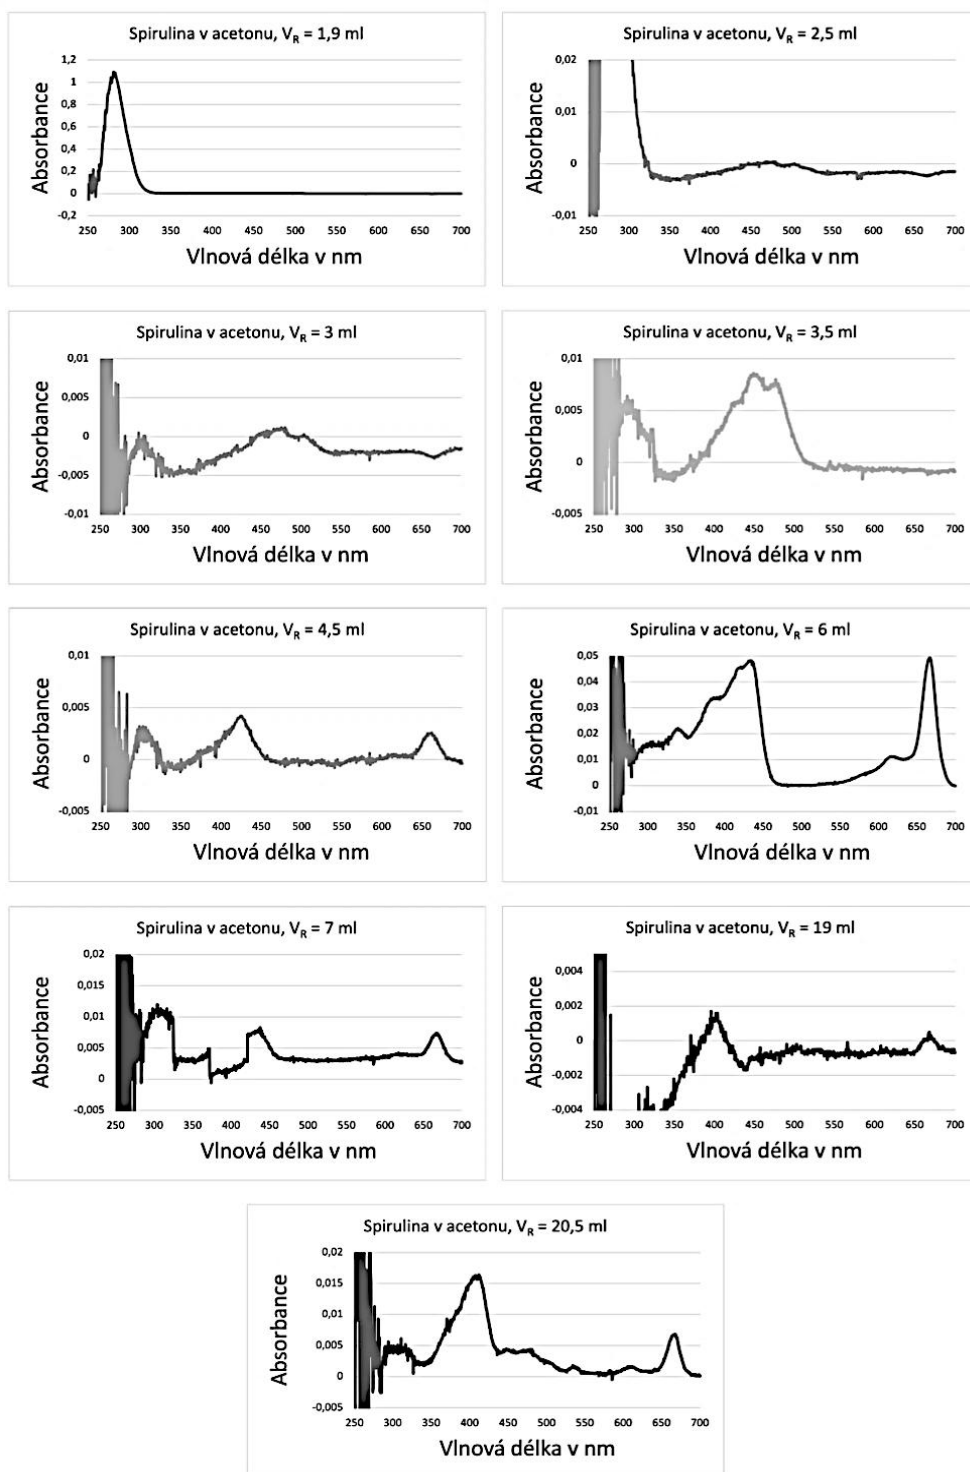 Spirulina v acetonu, VR = 1,9 ml
1,2
1
0,8
0,6
0,4
0,2
0
-0,2
Absorbance
250 300 350 400 450 500 550 600 650 700
Vlnová délka v nm
Spirulina v acetonu, VR = 2,5 ml
0,02
0,01
0
-0,01
Absorbance
250 300 350 400 450 500 550 600 650 700
Vlnová délka v nm
Spirulina v acetonu, VR = 3 ml
0,01
0,005
0
-0,005
-0,01
Absorbance
250 300 350 400 450 500 550 600 650 700
Vlnová délka v nm
Spirulina v acetonu, VR = 3,5 ml
0,01
0,005
0
-0,005
Absorbance
250 300 350 400 450 500 550 600 650 700
Vlnová délka v nm
Spirulina v acetonu, VR = 4,5 ml
0,01
0,005
0
-0,005
Absorbance
250 300 350 400 450 500 550 600 650 700
Vlnová délka v nm
Spirulina v acetonu, VR = 6 ml
0,05
0,04
0,03
0,02
0,01
0
-0,01
Absorbance
250 300 350 400 450 500 550 600 650 700
Vlnová délka v nm
Spirulina v acetonu, VR = 7 ml
0,02
0,015
0,01
0,005
0
-0,005
Absorbance
250 300 350 400 450 500 550 600 650 700
Vlnová délka v nm
Spirulina v acetonu, VR = 19 ml
0,004
0,002
0
-0,002
-0,004
Absorbance
250 300 350 400 450 500 550 600 650 700
Vlnová délka v nm
Spirulina v acetonu, VR = 20,5 ml
0,02
0,015
0,01
0,005
0
-0,005
Absorbance
250 300 350 400 450 500 550 600 650 700
Vlnová délka v nm